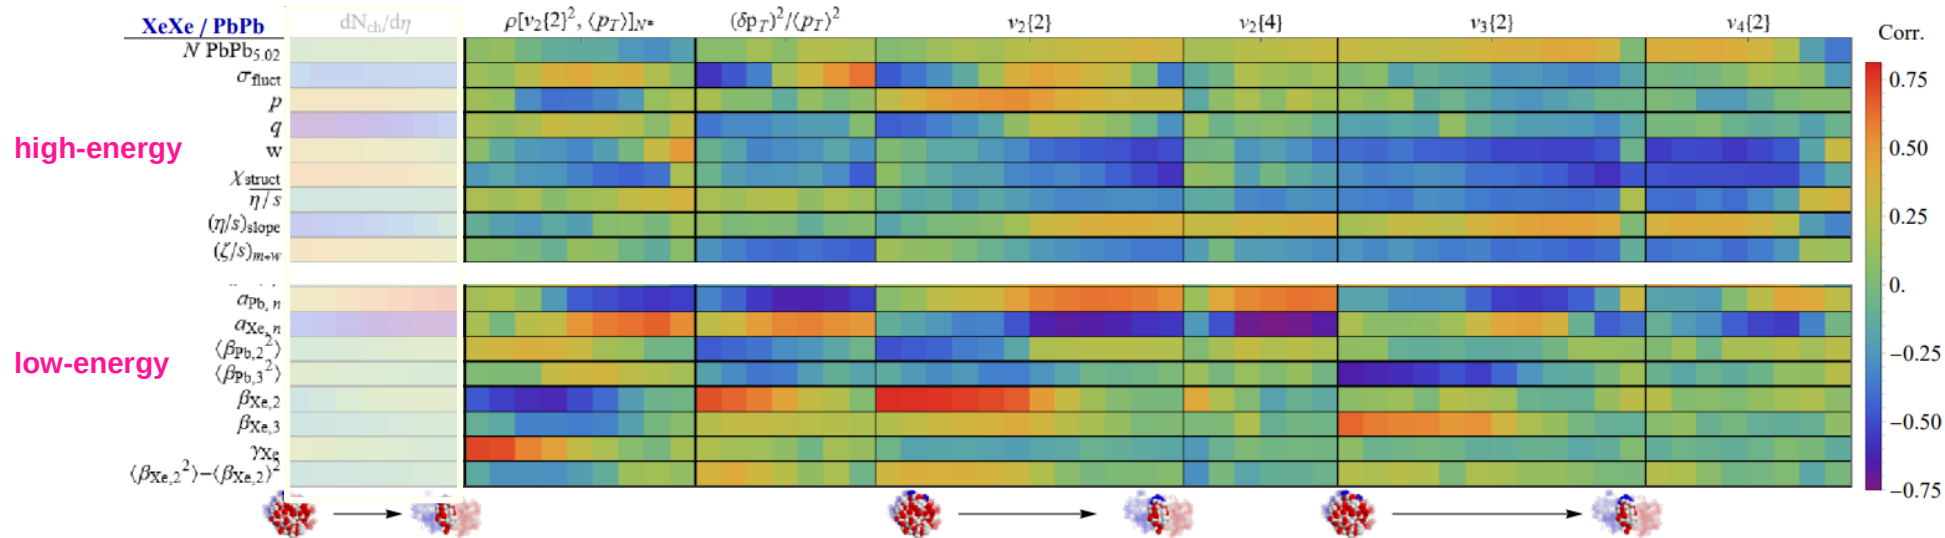 XeXe / PbPb dN_ch/dη ρ[v₂{2}², ⟨p_T⟩]_N* (δp_T)²/⟨p_T⟩² v₂{2} v₂{4} v₃{2} v₄{2} Corr.
N PbPb₅.₀₂
σ_fluct
p
q
w
χ_struct
η/s
(η/s)_slope
(ζ/s)_m*w
high-energy
a_Pb,n
a_Xe,n
⟨β_Pb,2²⟩
⟨β_Pb,3²⟩
β_Xe,2
β_Xe,3
γ_Xe
⟨β_Xe,2²⟩−⟨β_Xe,2⟩²
low-energy
0.75
0.50
0.25
0.
−0.25
−0.50
−0.75